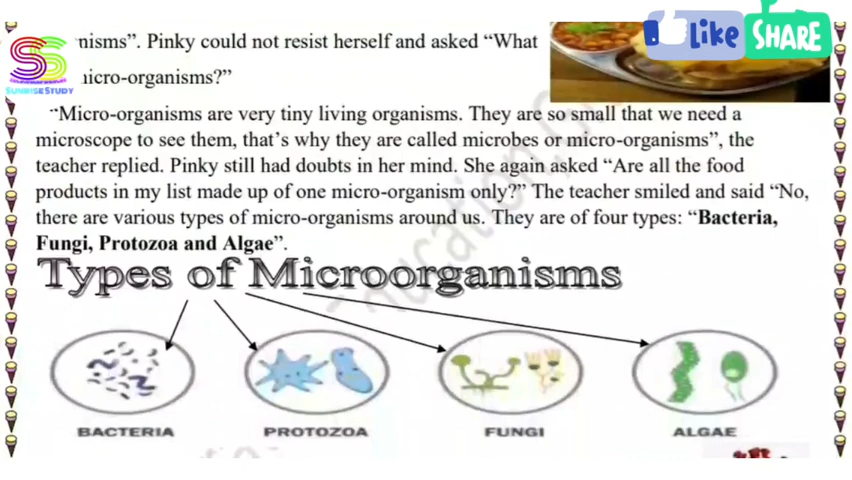 nisms”. Pinky could not resist herself and asked “What
icro-organisms?”
“Micro-organisms are very tiny living organisms. They are so small that we need a
microscope to see them, that’s why they are called microbes or micro-organisms”, the
teacher replied. Pinky still had doubts in her mind. She again asked “Are all the food
products in my list made up of one micro-organism only?” The teacher smiled and said “No,
there are various types of micro-organisms around us. They are of four types: “Bacteria,
Fungi, Protozoa and Algae”.
Types of Microorganisms
BACTERIA PROTOZOA FUNGI ALGAE
SUNRISE STUDY
Like SHARE